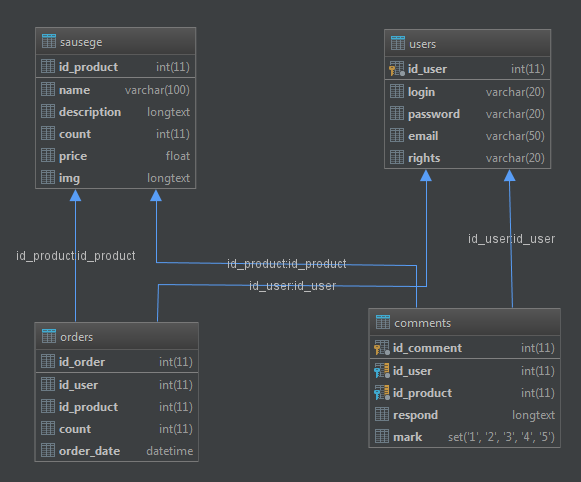 sausege
id_product int(11)
name varchar(100)
description longtext
count int(11)
price float
img longtext
users
id_user int(11)
login varchar(20)
password varchar(20)
email varchar(50)
rights varchar(20)
id_product:id_product
id_user:id_user
id_product:id_product
id_user:id_user
orders
id_order int(11)
id_user int(11)
id_product int(11)
count int(11)
order_date datetime
comments
id_comment int(11)
id_user int(11)
id_product int(11)
respond longtext
mark set('1', '2', '3', '4', '5')